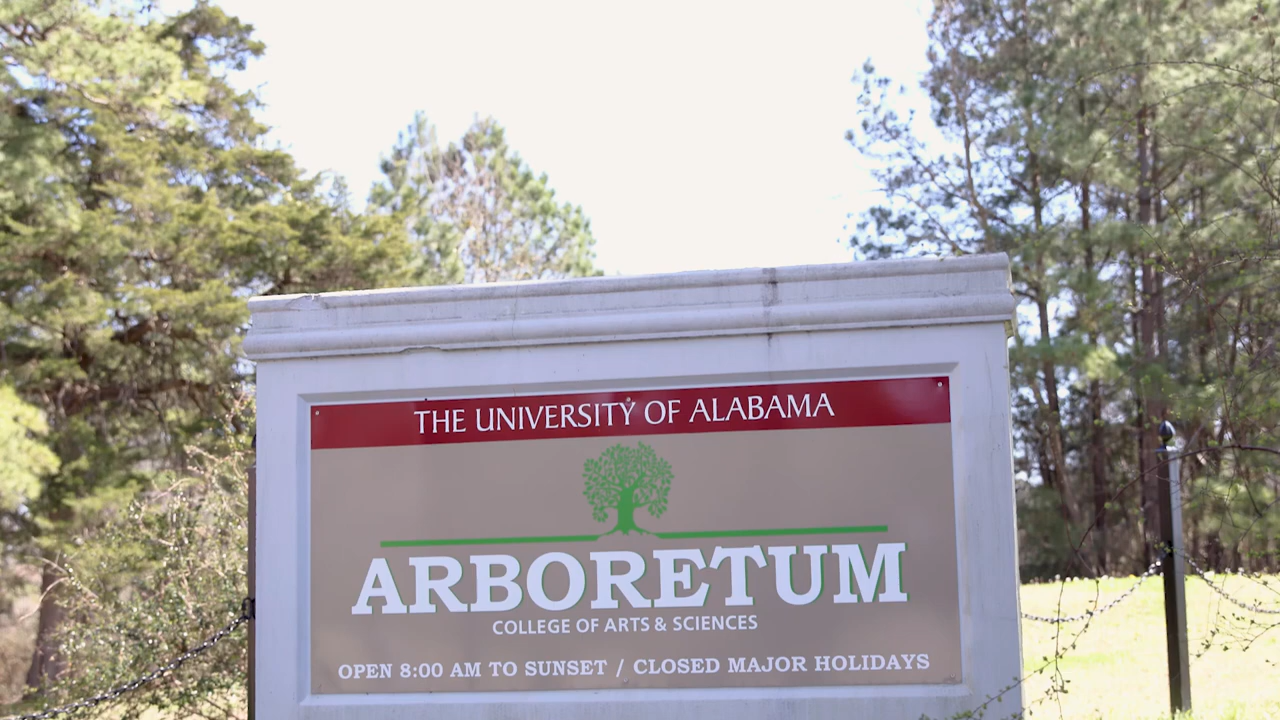 THE UNIVERSITY OF ALABAMA
ARBORETUM
COLLEGE OF ARTS & SCIENCES
OPEN 8:00 AM TO SUNSET / CLOSED MAJOR HOLIDAYS